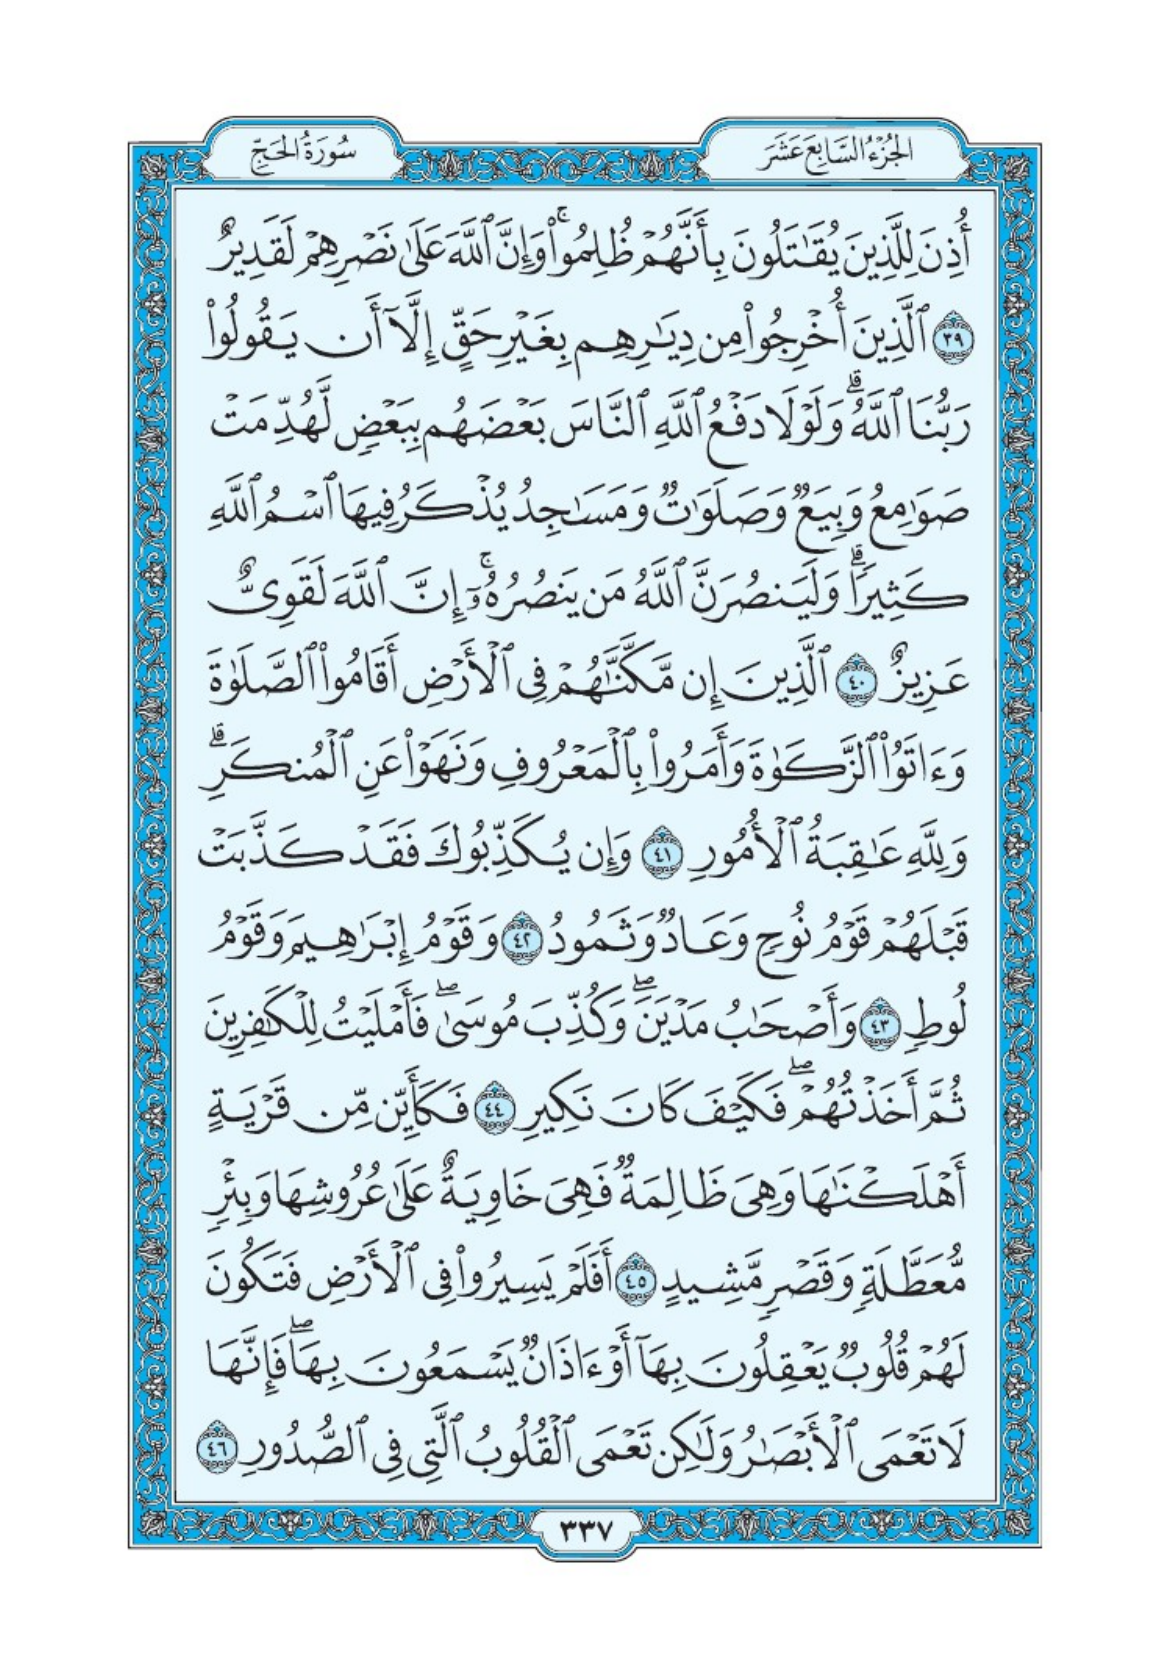 الجُزْءُ السَّابِعَ عَشَرَ
سُورَةُ الحَجِّ
أُذِنَ لِلَّذِينَ يُقَٰتَلُونَ بِأَنَّهُمۡ ظُلِمُواْۚ وَإِنَّ ٱللَّهَ عَلَىٰ نَصۡرِهِمۡ لَقَدِيرٌ
٣٩ ٱلَّذِينَ أُخۡرِجُواْ مِن دِيَٰرِهِم بِغَيۡرِ حَقٍّ إِلَّآ أَن يَقُولُواْ
رَبُّنَا ٱللَّهُۗ وَلَوۡلَا دَفۡعُ ٱللَّهِ ٱلنَّاسَ بَعۡضَهُم بِبَعۡضٖ لَّهُدِّمَتۡ
صَوَٰمِعُ وَبِيَعٞ وَصَلَوَٰتٞ وَمَسَٰجِدُ يُذۡكَرُ فِيهَا ٱسۡمُ ٱللَّهِ
كَثِيرٗاۗ وَلَيَنصُرَنَّ ٱللَّهُ مَن يَنصُرُهُۥٓۚ إِنَّ ٱللَّهَ لَقَوِيٌّ
عَزِيزٌ ٤٠ ٱلَّذِينَ إِن مَّكَّنَّٰهُمۡ فِي ٱلۡأَرۡضِ أَقَامُواْ ٱلصَّلَوٰةَ
وَءَاتَوُاْ ٱلزَّكَوٰةَ وَأَمَرُواْ بِٱلۡمَعۡرُوفِ وَنَهَوۡاْ عَنِ ٱلۡمُنكَرِۗ
وَلِلَّهِ عَٰقِبَةُ ٱلۡأُمُورِ ٤١ وَإِن يُكَذِّبُوكَ فَقَدۡ كَذَّبَتۡ
قَبۡلَهُمۡ قَوۡمُ نُوحٖ وَعَادٞ وَثَمُودُ ٤٢ وَقَوۡمُ إِبۡرَٰهِيمَ وَقَوۡمُ
لُوطٖ ٤٣ وَأَصۡحَٰبُ مَدۡيَنَۖ وَكُذِّبَ مُوسَىٰۖ فَأَمۡلَيۡتُ لِلۡكَٰفِرِينَ
ثُمَّ أَخَذۡتُهُمۡۖ فَكَيۡفَ كَانَ نَكِيرِ ٤٤ فَكَأَيِّن مِّن قَرۡيَةٍ
أَهۡلَكۡنَٰهَا وَهِيَ ظَالِمَةٞ فَهِيَ خَاوِيَةٌ عَلَىٰ عُرُوشِهَا وَبِئۡرٖ
مُّعَطَّلَةٖ وَقَصۡرٖ مَّشِيدٍ ٤٥ أَفَلَمۡ يَسِيرُواْ فِي ٱلۡأَرۡضِ فَتَكُونَ
لَهُمۡ قُلُوبٞ يَعۡقِلُونَ بِهَآ أَوۡ ءَاذَانٞ يَسۡمَعُونَ بِهَاۖ فَإِنَّهَا
لَا تَعۡمَى ٱلۡأَبۡصَٰرُ وَلَٰكِن تَعۡمَى ٱلۡقُلُوبُ ٱلَّتِي فِي ٱلصُّدُورِ ٤٦
٣٣٧